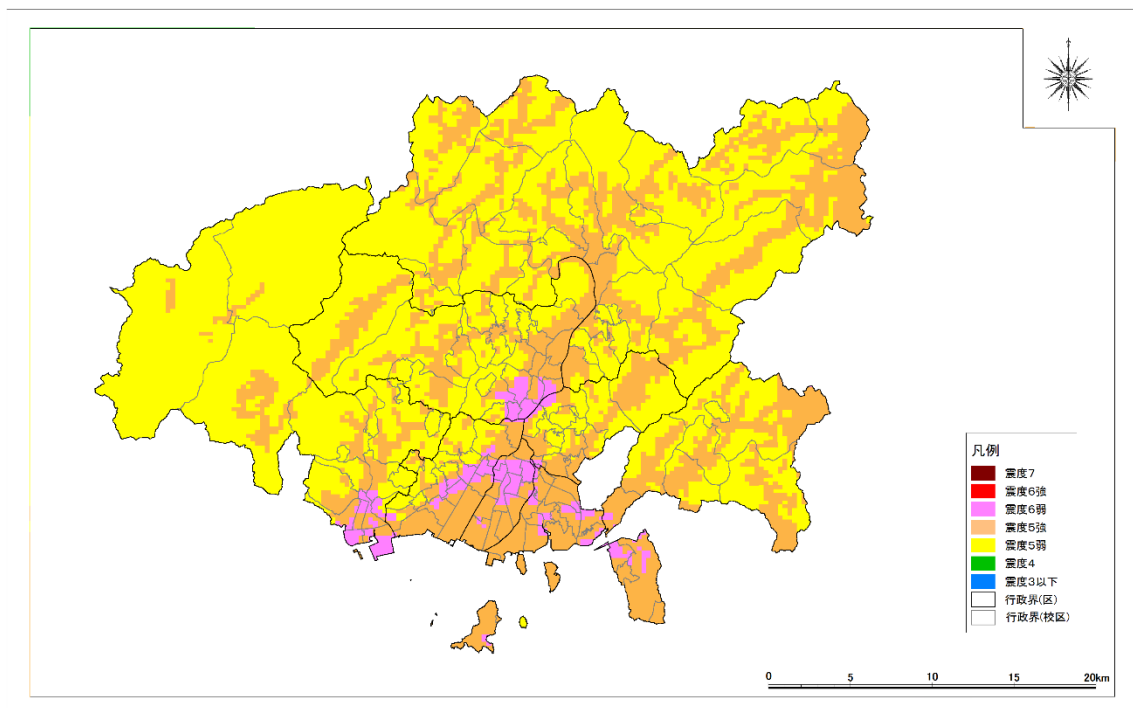 凡例
震度7
震度6強
震度6弱
震度5強
震度5弱
震度4
震度3以下
行政界(区)
行政界(校区)
0 5 10 15 20km